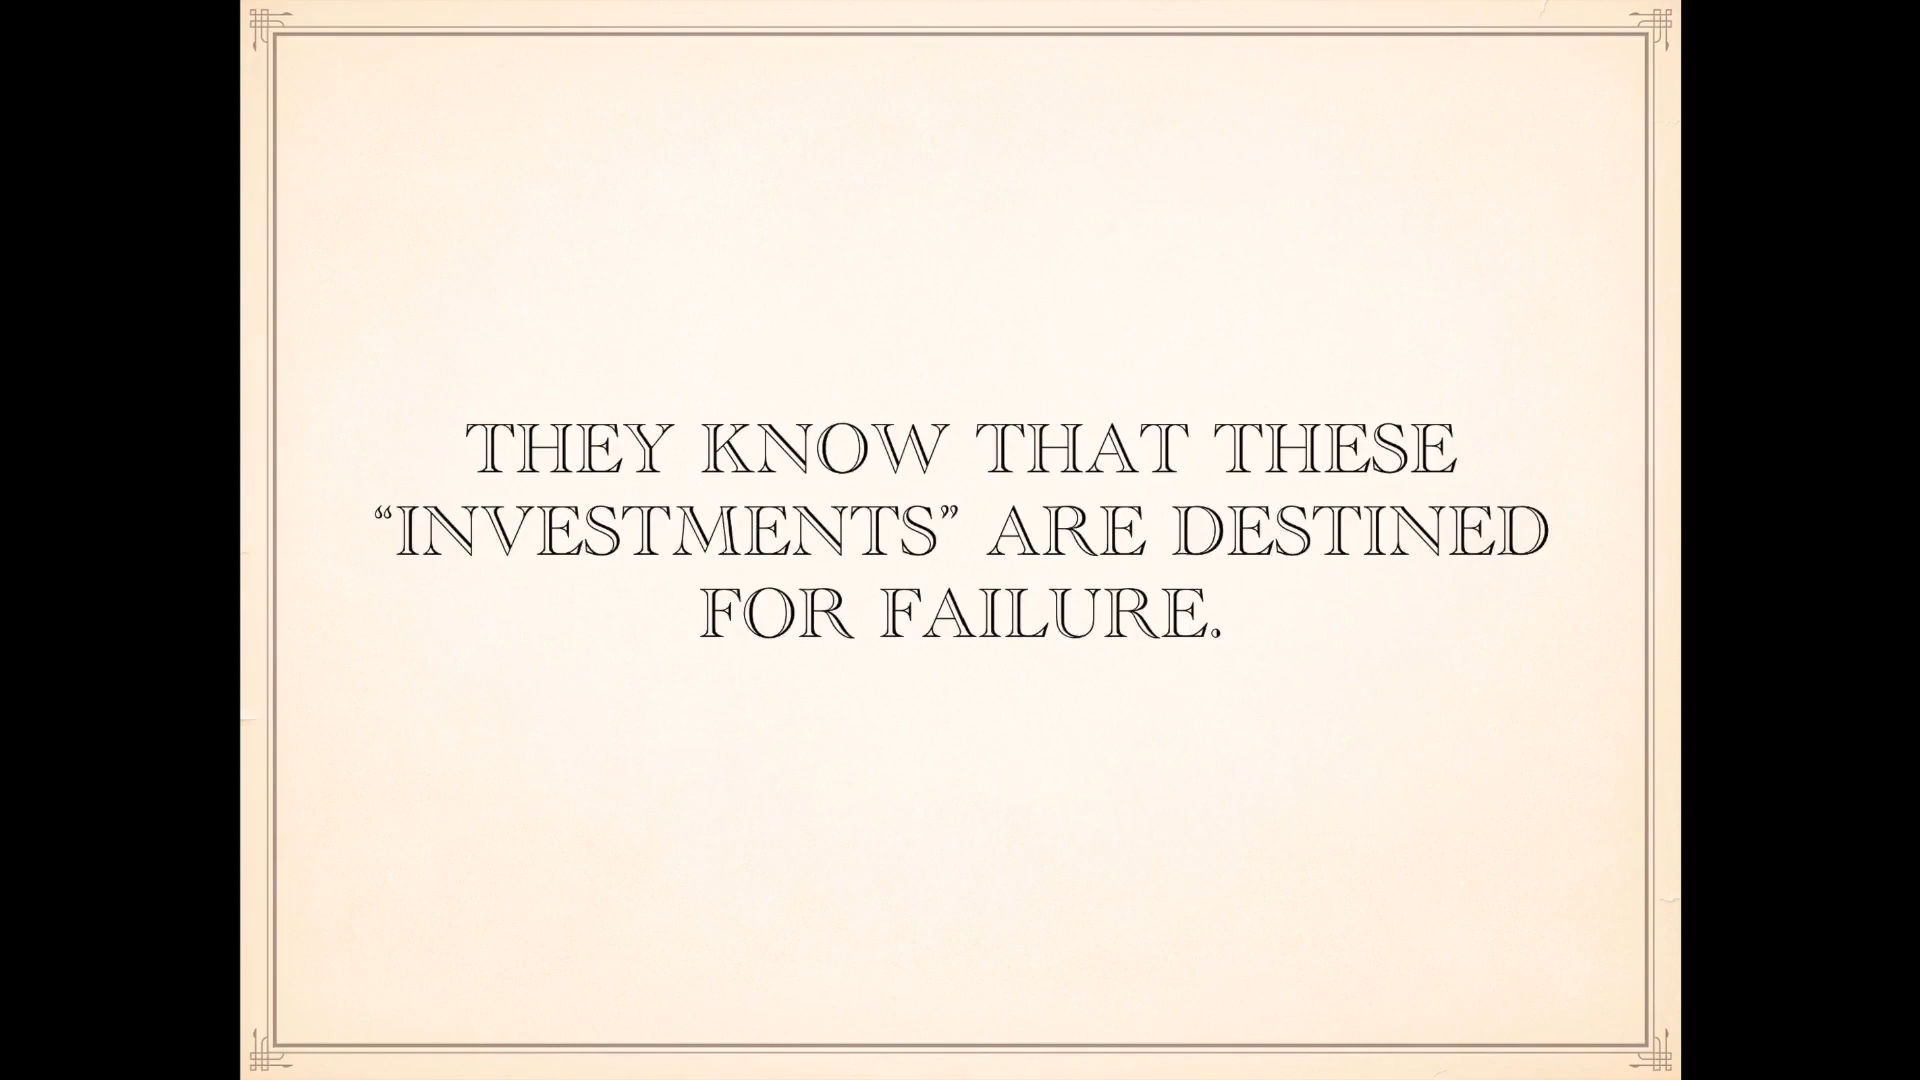 THEY KNOW THAT THESE
“INVESTMENTS” ARE DESTINED
FOR FAILURE.